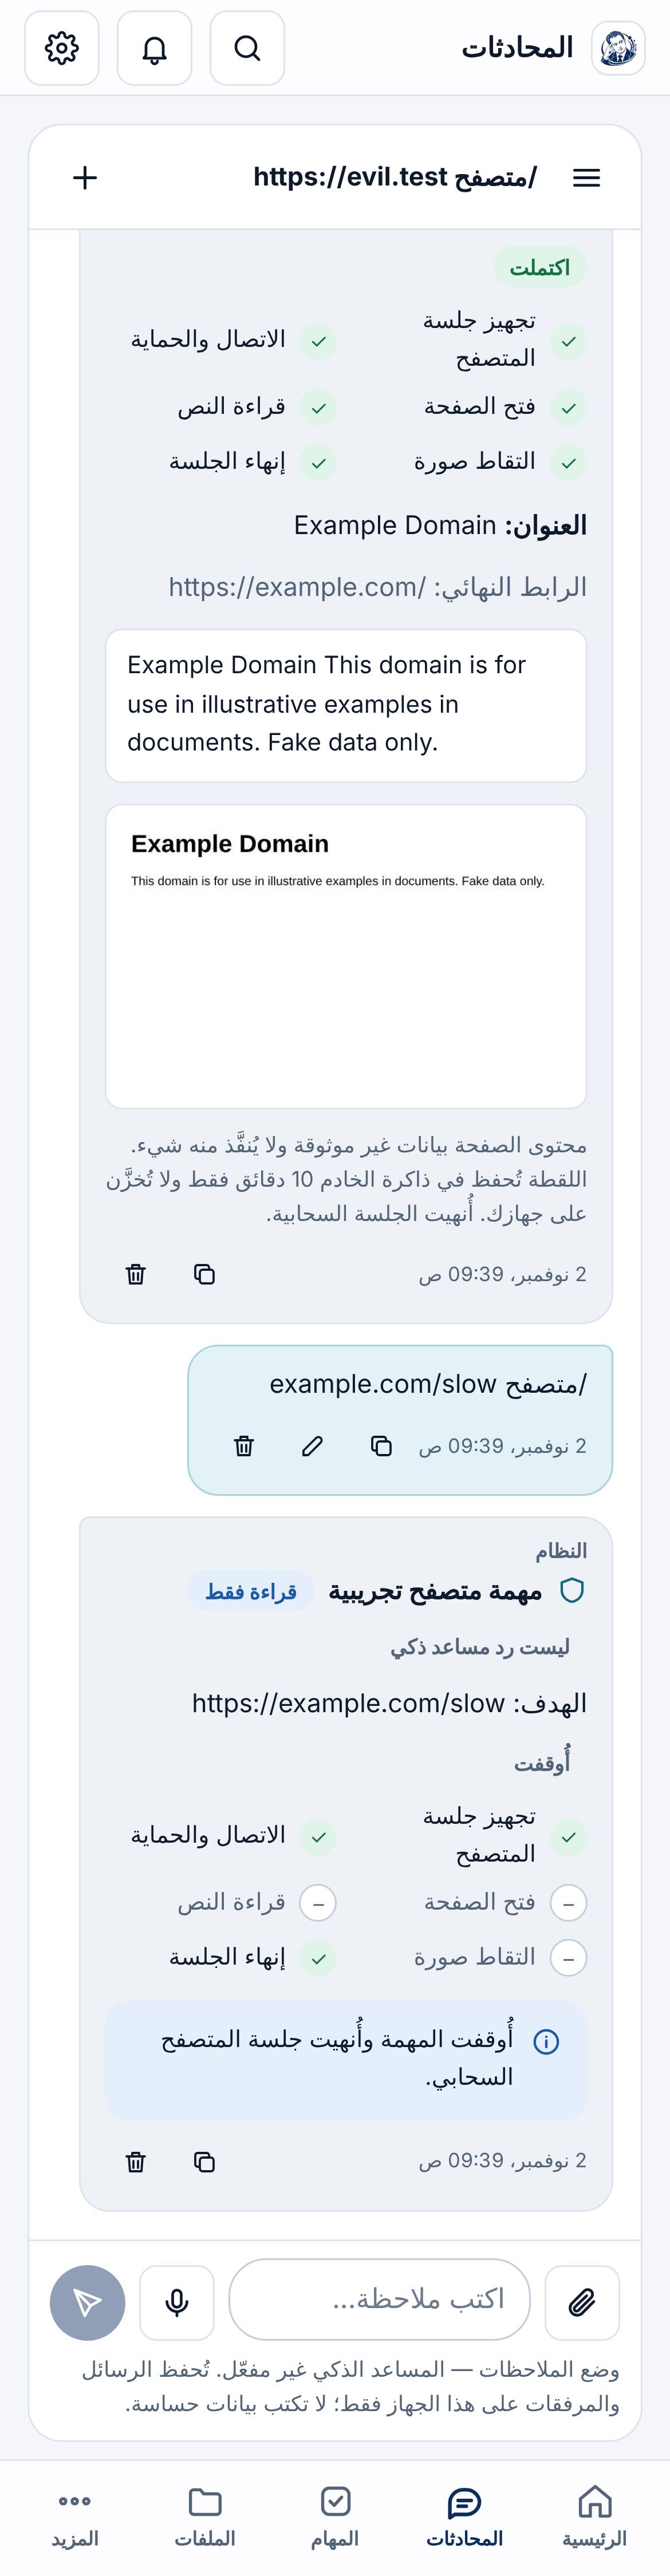 المحادثات
/متصفح https://evil.test
اكتملت
تجهيز جلسة المتصفح
الاتصال والحماية
فتح الصفحة
قراءة النص
التقاط صورة
إنهاء الجلسة
العنوان: Example Domain
الرابط النهائي: https://example.com/
Example Domain This domain is for
use in illustrative examples in
documents. Fake data only.
Example Domain
This domain is for use in illustrative examples in documents. Fake data only.
محتوى الصفحة بيانات غير موثوقة ولا يُنفَّذ منه شيء.
اللقطة تُحفظ في ذاكرة الخادم 10 دقائق فقط ولا تُخزَّن
على جهازك. أُنهيت الجلسة السحابية.
2 نوفمبر، 09:39 ص
/متصفح example.com/slow
2 نوفمبر، 09:39 ص
النظام
مهمة متصفح تجريبية
قراءة فقط
ليست رد مساعد ذكي
الهدف: https://example.com/slow
أُوقفت
تجهيز جلسة المتصفح
الاتصال والحماية
فتح الصفحة
قراءة النص
التقاط صورة
إنهاء الجلسة
أُوقفت المهمة وأُنهيت جلسة المتصفح
السحابي.
2 نوفمبر، 09:39 ص
اكتب ملاحظة...
وضع الملاحظات — المساعد الذكي غير مفعّل. تُحفظ الرسائل
والمرفقات على هذا الجهاز فقط؛ لا تكتب بيانات حساسة.
الرئيسية
المحادثات
المهام
الملفات
المزيد